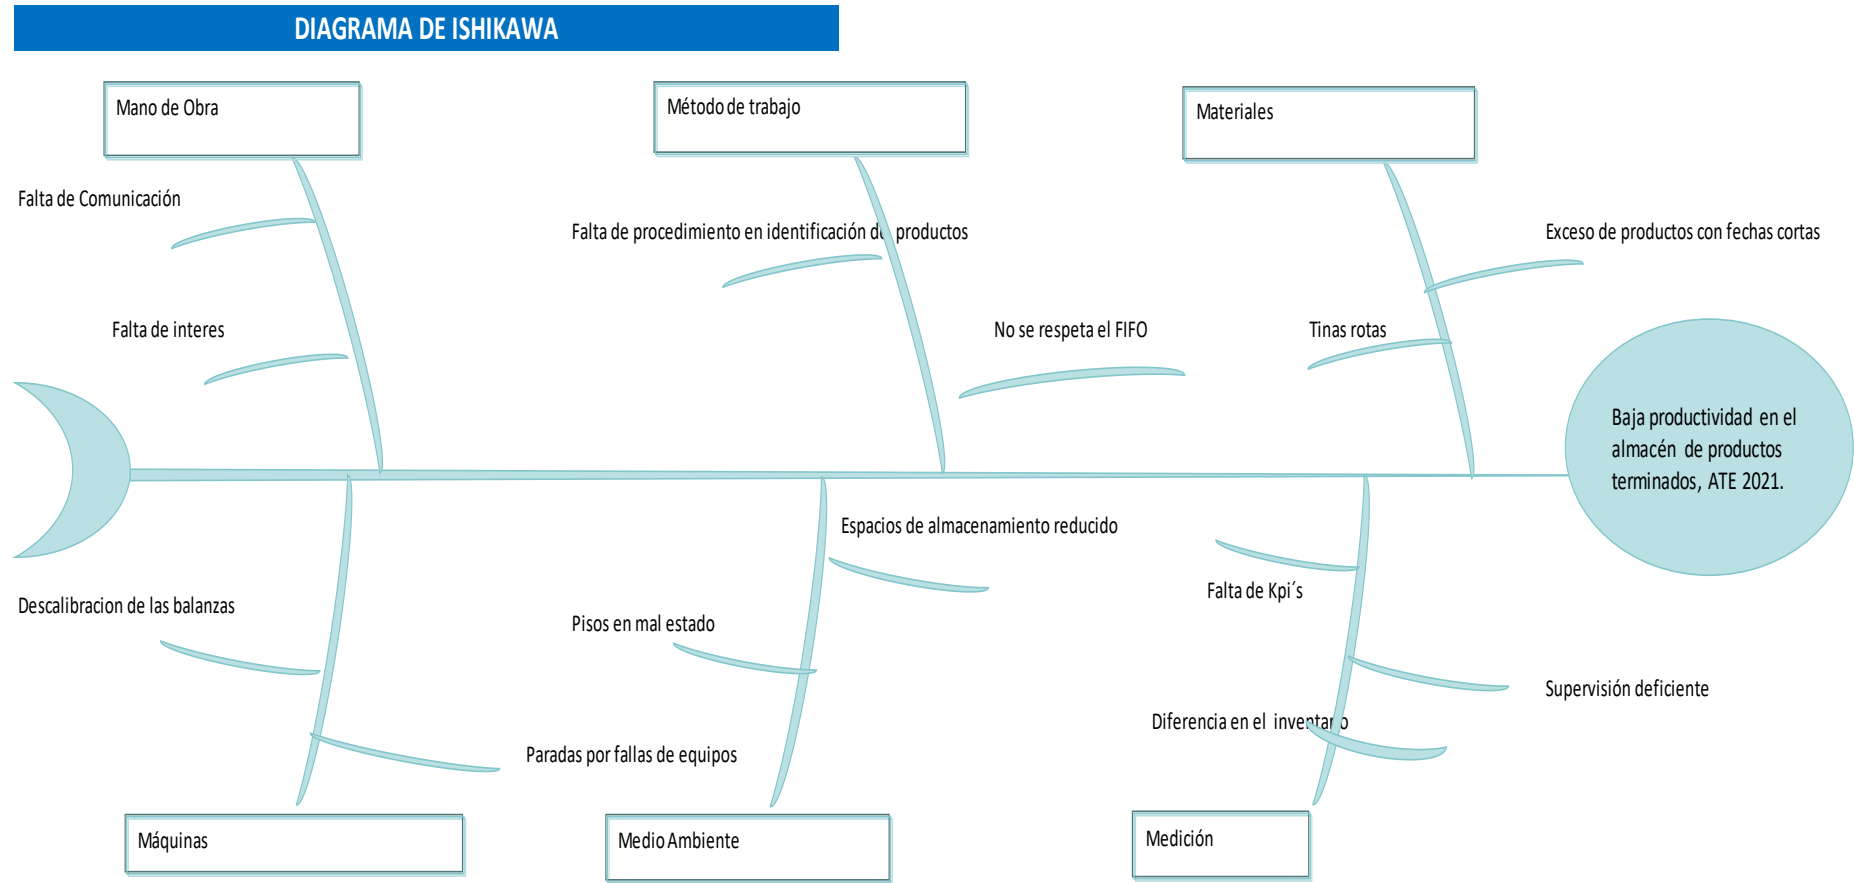 DIAGRAMA DE ISHIKAWA
Mano de Obra
Método de trabajo
Materiales
Falta de Comunicación
Falta de procedimiento en identificación de productos
Exceso de productos con fechas cortas
Falta de interes
No se respeta el FIFO
Tinas rotas
Baja productividad en el
almacén de productos
terminados, ATE 2021.
Espacios de almacenamiento reducido
Falta de Kpi´s
Descalibracion de las balanzas
Pisos en mal estado
Supervisión deficiente
Diferencia en el inventario
Paradas por fallas de equipos
Máquinas
Medio Ambiente
Medición